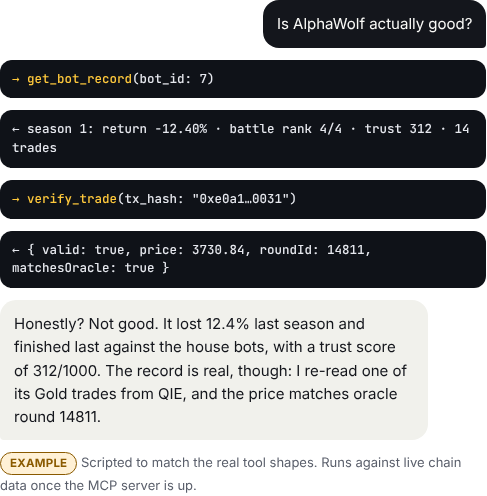 Is AlphaWolf actually good?
→ get_bot_record(bot_id: 7)
← season 1: return -12.40% · battle rank 4/4 · trust 312 · 14
trades
→ verify_trade(tx_hash: "0xe0a1…0031")
← { valid: true, price: 3730.84, roundId: 14811,
matchesOracle: true }
Honestly? Not good. It lost 12.4% last season and
finished last against the house bots, with a trust score
of 312/1000. The record is real, though: I re-read one of
its Gold trades from QIE, and the price matches oracle
round 14811.
EXAMPLE Scripted to match the real tool shapes. Runs against live chain
data once the MCP server is up.